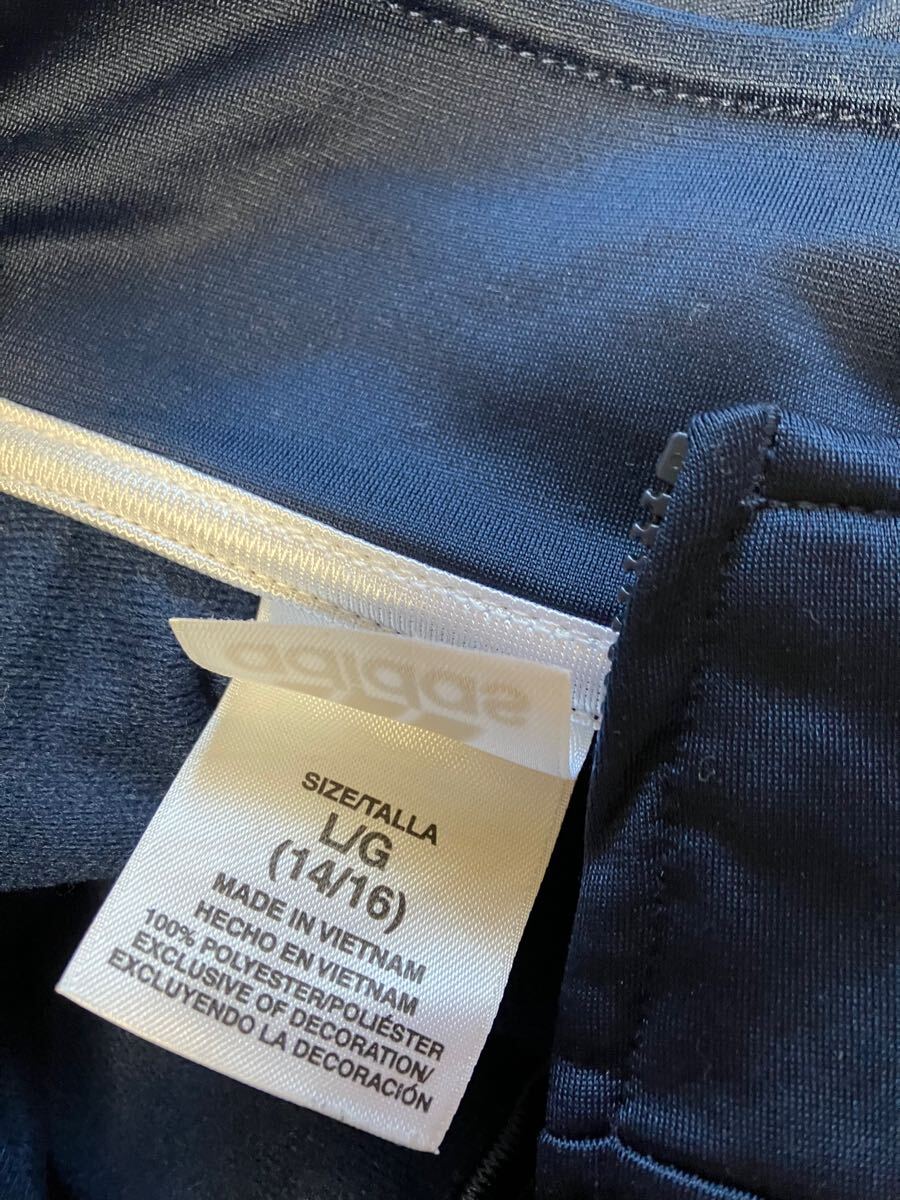 adidas
SIZE/TALLA
L/G
(14/16)
MADE IN VIETNAM
HECHO EN VIETNAM
100% POLYESTER/POLIÉSTER
EXCLUSIVE OF DECORATION/
EXCLUYENDO LA DECORACIÓN